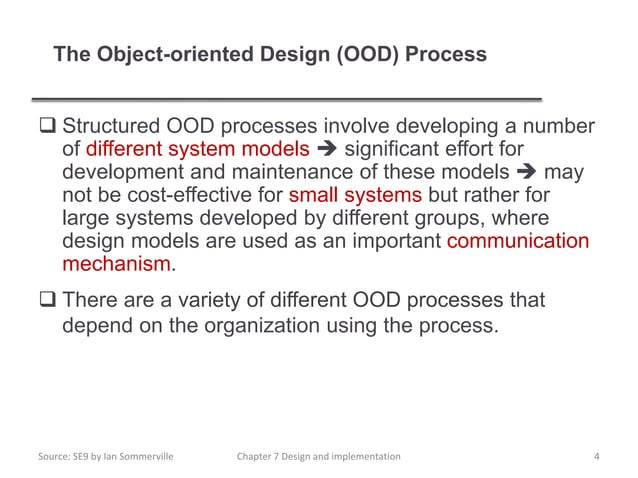 The Object-oriented Design (OOD) Process
❑ Structured OOD processes involve developing a number
of different system models ➔ significant effort for
development and maintenance of these models ➔ may
not be cost-effective for small systems but rather for
large systems developed by different groups, where
design models are used as an important communication
mechanism.
❑ There are a variety of different OOD processes that
depend on the organization using the process.
Source: SE9 by Ian Sommerville Chapter 7 Design and implementation 4